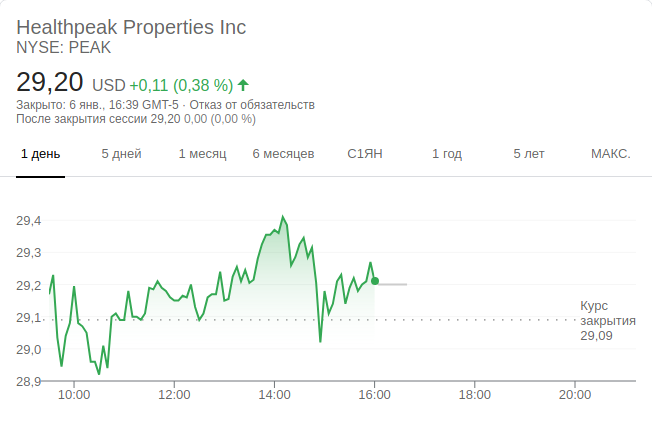 Healthpeak Properties Inc
NYSE: PEAK
29,20 USD +0,11 (0,38 %)
Закрыто: 6 янв., 16:39 GMT-5 · Отказ от обязательств
После закрытия сессии 29,20 0,00 (0,00 %)
1 день 5 дней 1 месяц 6 месяцев С1ЯН 1 год 5 лет МАКС.
29,4
29,3
29,2
29,1
29,0
28,9
Курс
закрытия
29,09
10:00 12:00 14:00 16:00 18:00 20:00